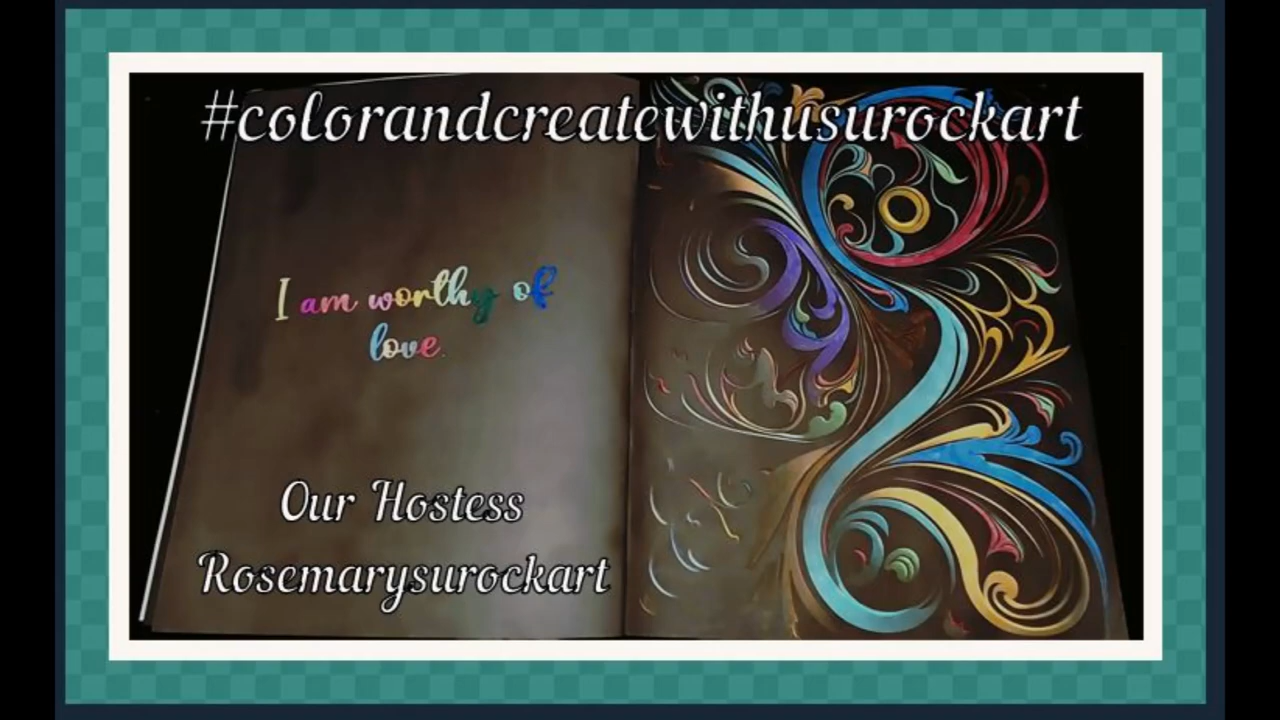 #colorandcreatewithusurockart
I am worthy of
love.
Our Hostess
Rosemarysurockart